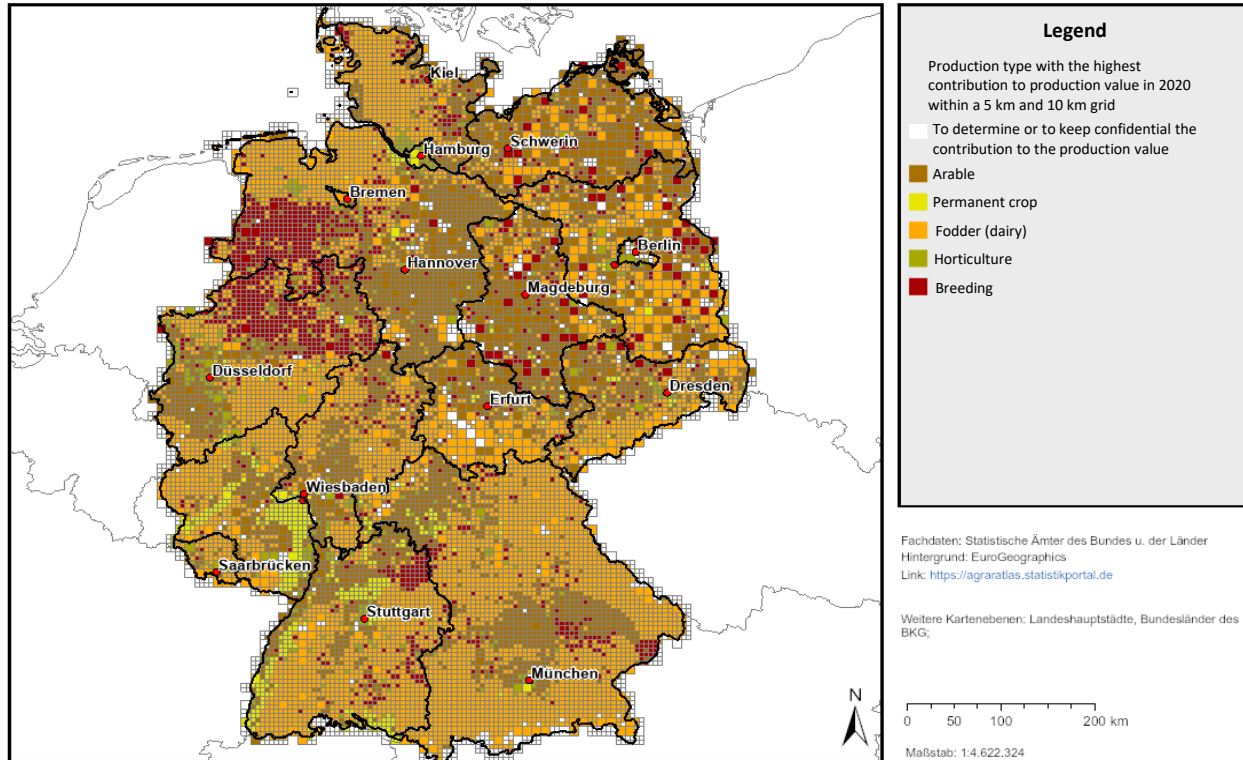 Kiel
Hamburg
Schwerin
Bremen
Berlin
Hannover
Magdeburg
Düsseldorf
Erfurt
Dresden
Wiesbaden
Saarbrücken
Stuttgart
München
N
Legend
Production type with the highest
contribution to production value in 2020
within a 5 km and 10 km grid
To determine or to keep confidential the
contribution to the production value
Arable
Permanent crop
Fodder (dairy)
Horticulture
Breeding
Fachdaten: Statistische Ämter des Bundes u. der Länder
Hintergrund: EuroGeographics
Link: https://agraratlas.statistikportal.de
Weitere Kartenebenen: Landeshauptstädte, Bundesländer des
BKG;
0 50 100 200 km
Maßstab: 1:4.622.324